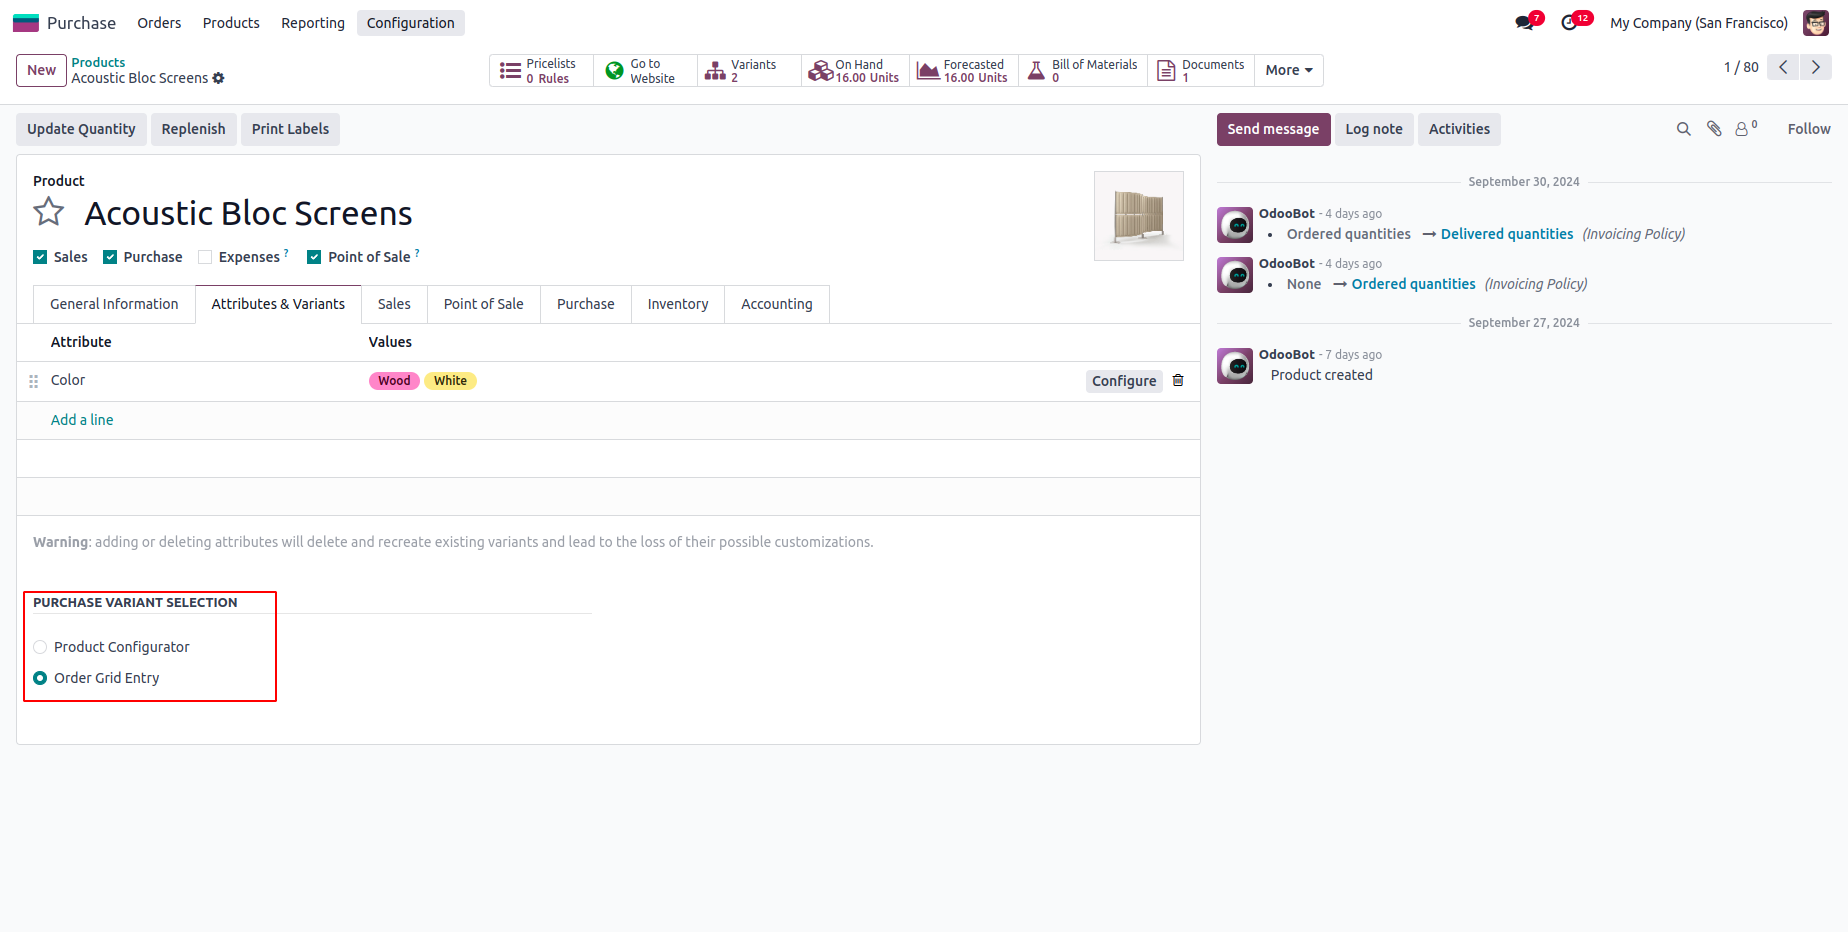 Purchase Orders Products Reporting Configuration 7 12 My Company (San Francisco)
New Products
Acoustic Bloc Screens
Pricelists 0 Rules
Go to Website
Variants 2
On Hand 16.00 Units
Forecasted 16.00 Units
Bill of Materials 0
Documents 1
More
1 / 80
Update Quantity Replenish Print Labels
Send message Log note Activities 0 Follow
Product
Acoustic Bloc Screens
Sales Purchase Expenses ? Point of Sale ?
General Information Attributes & Variants Sales Point of Sale Purchase Inventory Accounting
Attribute Values
Color Wood White Configure
Add a line
Warning: adding or deleting attributes will delete and recreate existing variants and lead to the loss of their possible customizations.
PURCHASE VARIANT SELECTION
Product Configurator
Order Grid Entry
September 30, 2024
OdooBot - 4 days ago
• Ordered quantities → Delivered quantities (Invoicing Policy)
OdooBot - 4 days ago
• None → Ordered quantities (Invoicing Policy)
September 27, 2024
OdooBot - 7 days ago
Product created